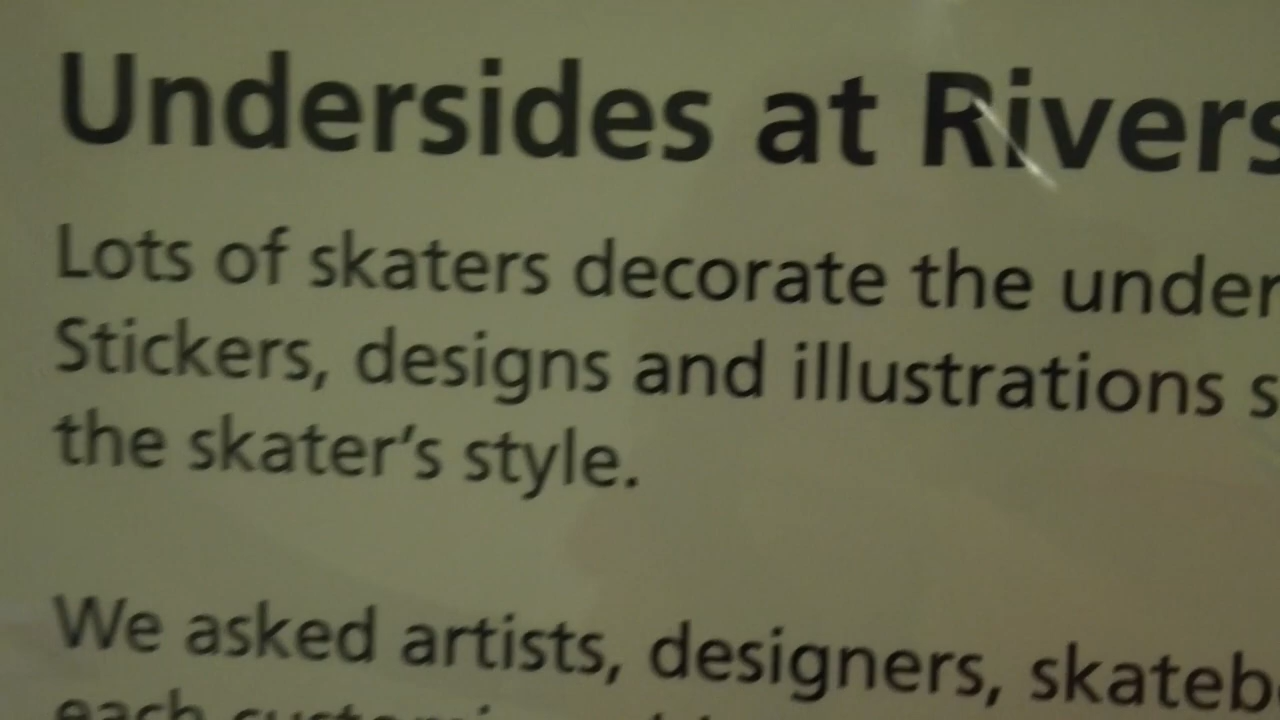 Undersides at Rivers
Lots of skaters decorate the under
Stickers, designs and illustrations s
the skater's style.
We asked artists, designers, skateb
each